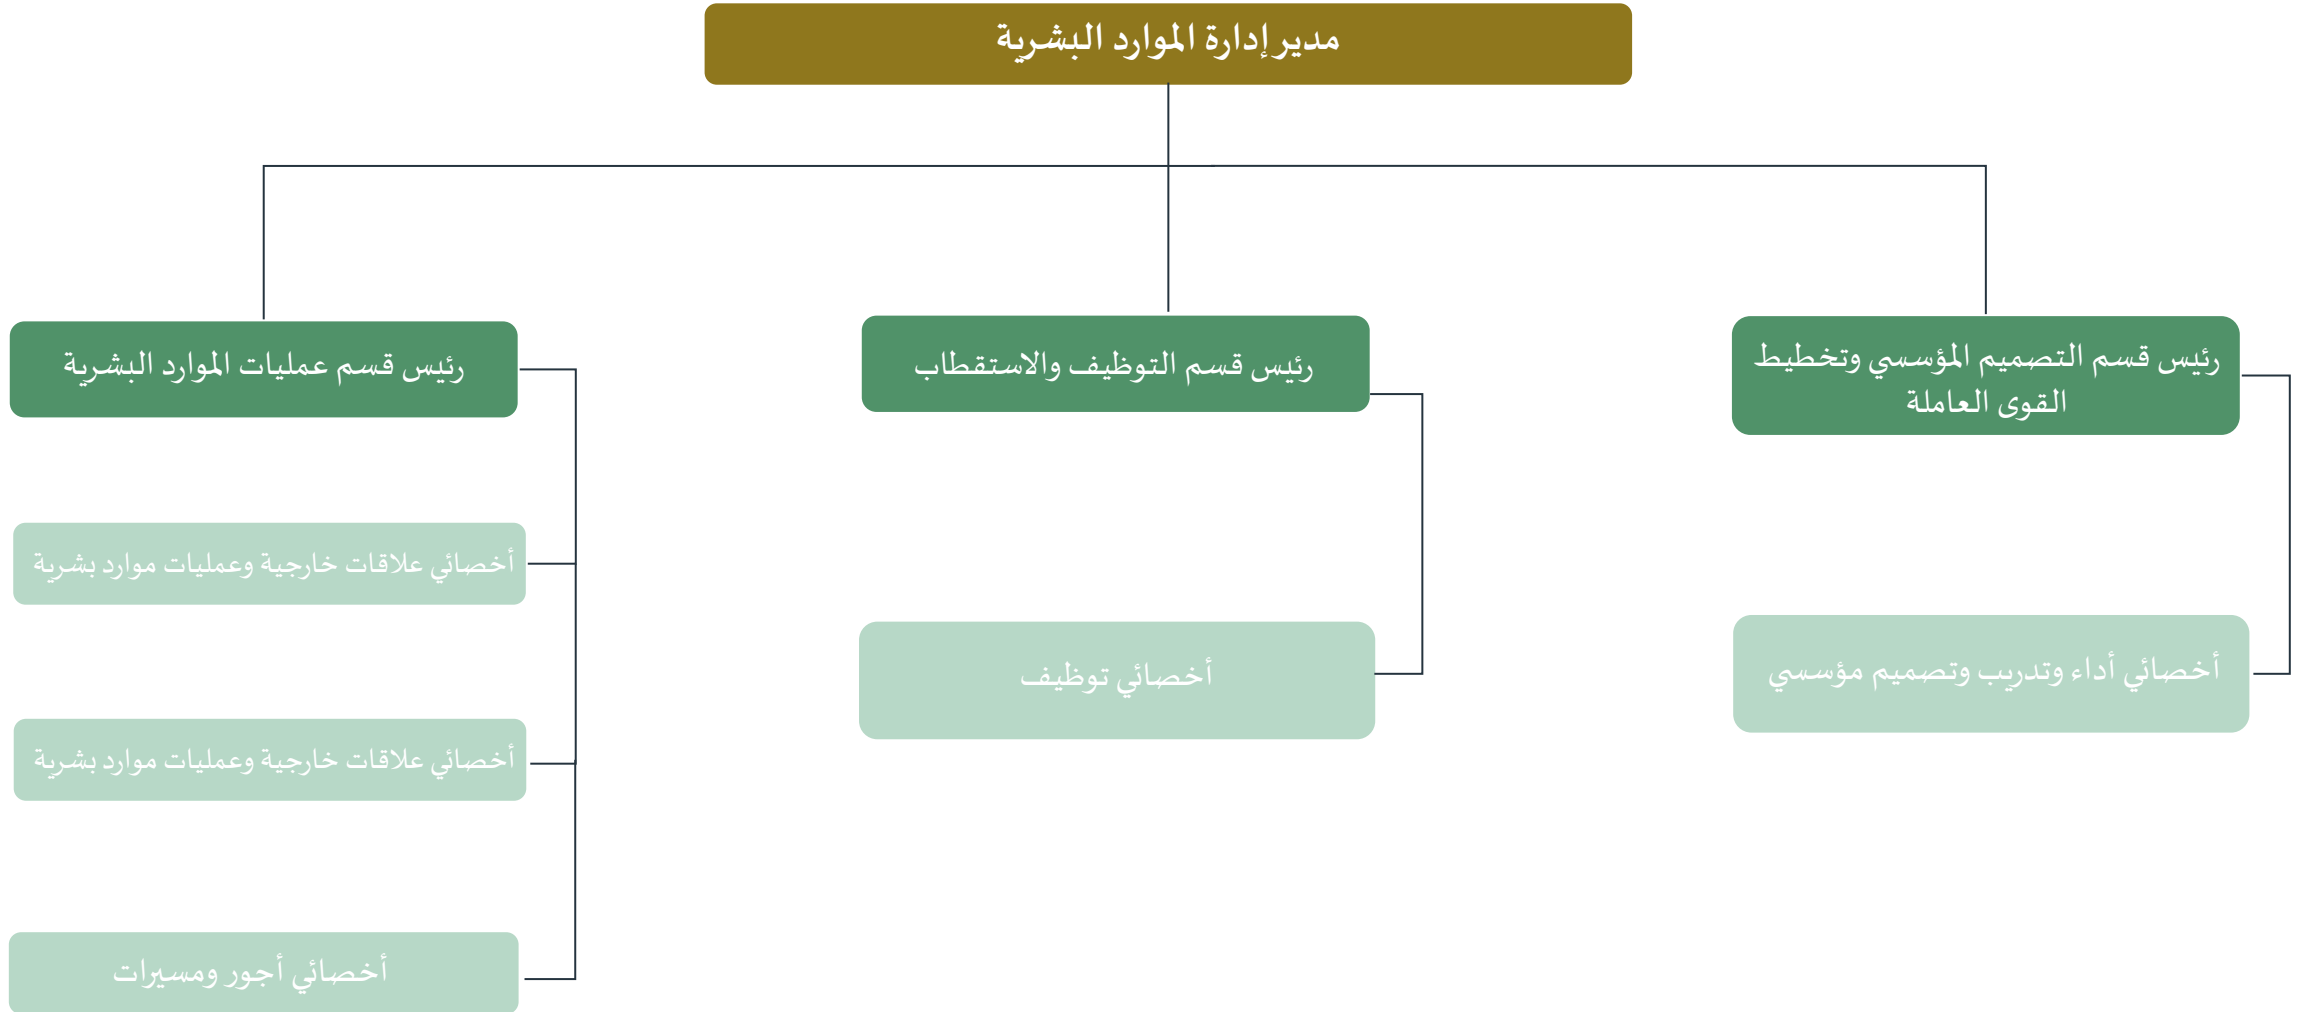 مدير إدارة الموارد البشرية
رئيس قسم التصميم المؤسسي وتخطيط
القوى العاملة
رئيس قسم التوظيف والاستقطاب
رئيس قسم عمليات الموارد البشرية
أخصائي أداء وتدريب وتصميم مؤسسي
أخصائي توظيف
أخصائي علاقات خارجية وعمليات موارد بشرية
أخصائي علاقات خارجية وعمليات موارد بشرية
أخصائي أجور ومسيرات